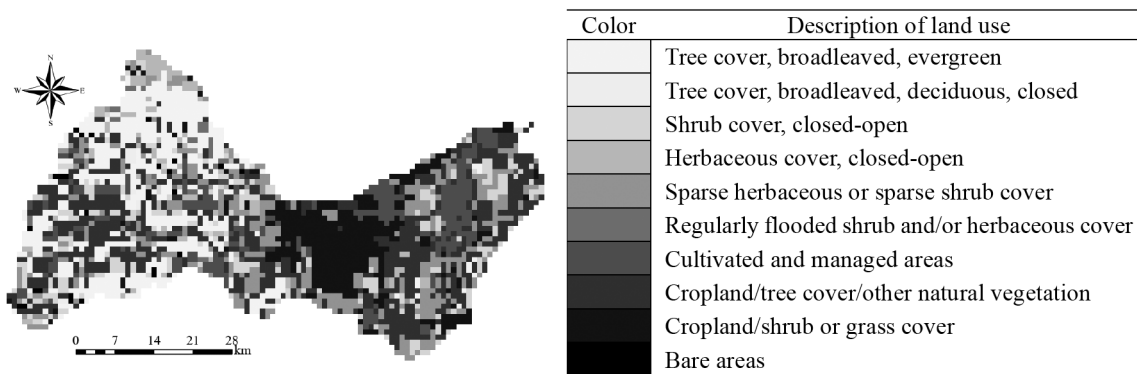 N
W E
S
0 7 14 21 28
km
Color Description of land use
Tree cover, broadleaved, evergreen
Tree cover, broadleaved, deciduous, closed
Shrub cover, closed-open
Herbaceous cover, closed-open
Sparse herbaceous or sparse shrub cover
Regularly flooded shrub and/or herbaceous cover
Cultivated and managed areas
Cropland/tree cover/other natural vegetation
Cropland/shrub or grass cover
Bare areas